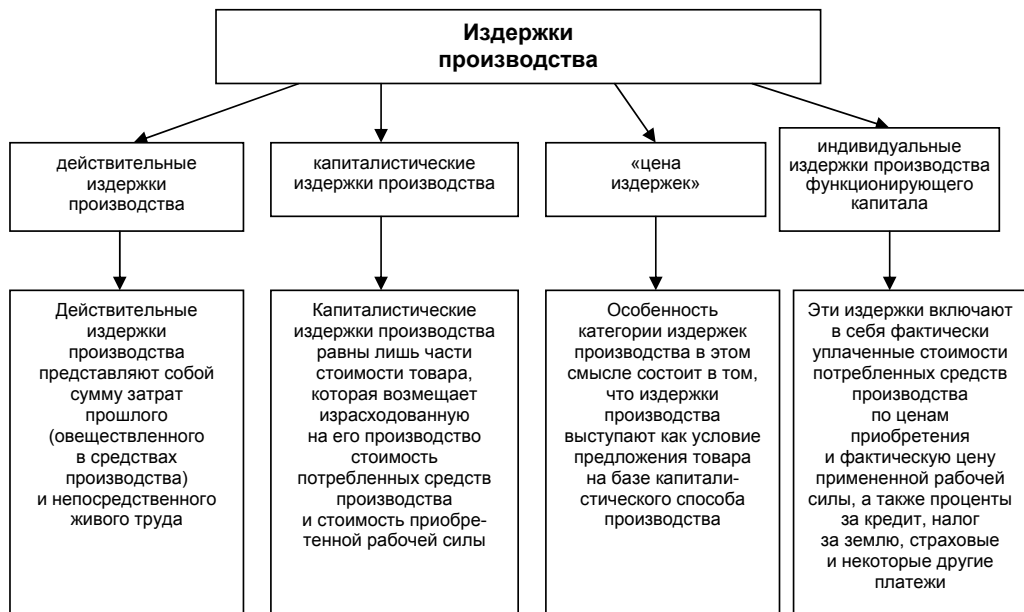 Издержки
производства
действительные
издержки
производства
капиталистические
издержки производства
«цена
издержек»
индивидуальные
издержки производства
функционирующего
капитала
Действительные
издержки
производства
представляют собой
сумму затрат
прошлого
(овеществленного
в средствах
производства)
и непосредственного
живого труда
Капиталистические
издержки производства
равны лишь части
стоимости товара,
которая возмещает
израсходованную
на его производство
стоимость
потребленных средств
производства
и стоимость приобре-
тенной рабочей силы
Особенность
категории издержек
производства в этом
смысле состоит в том,
что издержки
производства
выступают как условие
предложения товара
на базе капитали-
стического способа
производства
Эти издержки включают
в себя фактически
уплаченные стоимости
потребленных средств
производства
по ценам
приобретения
и фактическую цену
примененной рабочей
силы, а также проценты
за кредит, налог
за землю, страховые
и некоторые другие
платежи